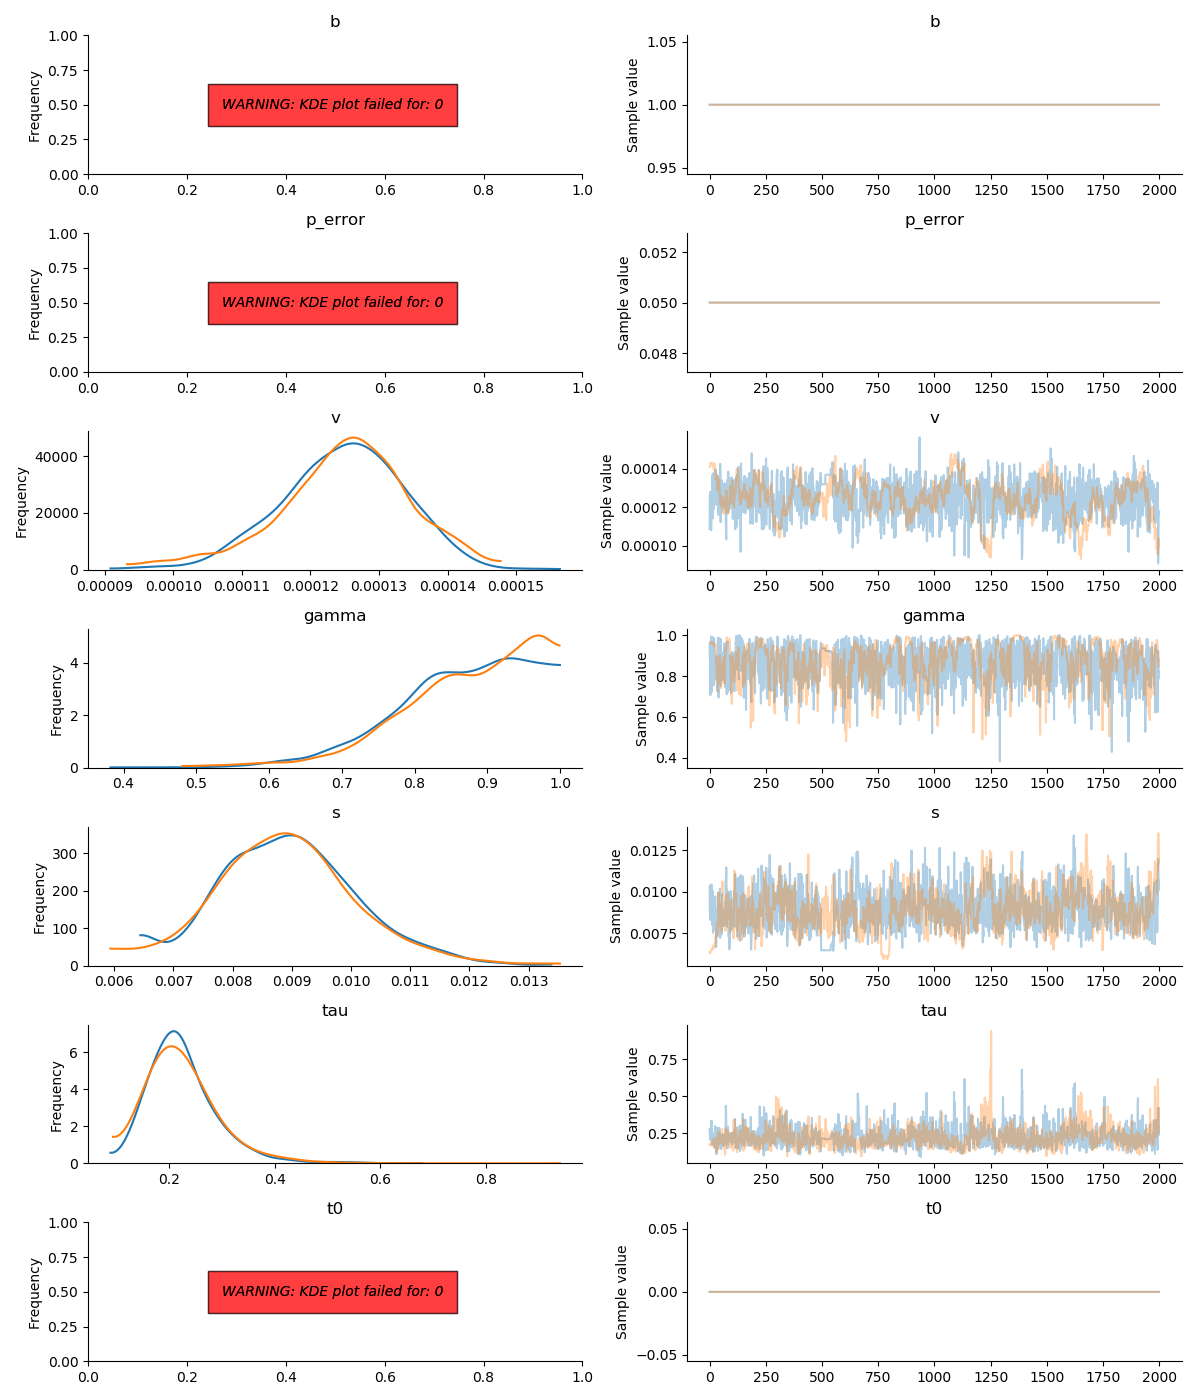 b
1.00
0.75
0.50
0.25
0.00
Frequency
WARNING: KDE plot failed for: 0
0.0 0.2 0.4 0.6 0.8 1.0
b
1.05
1.00
0.95
Sample value
0 250 500 750 1000 1250 1500 1750 2000
p_error
1.00
0.75
0.50
0.25
0.00
Frequency
WARNING: KDE plot failed for: 0
0.0 0.2 0.4 0.6 0.8 1.0
p_error
0.052
0.050
0.048
Sample value
0 250 500 750 1000 1250 1500 1750 2000
v
40000
20000
0
Frequency
0.00009 0.00010 0.00011 0.00012 0.00013 0.00014 0.00015
v
0.00014
0.00012
0.00010
Sample value
0 250 500 750 1000 1250 1500 1750 2000
gamma
4
2
0
Frequency
0.4 0.5 0.6 0.7 0.8 0.9 1.0
gamma
1.0
0.8
0.6
0.4
Sample value
0 250 500 750 1000 1250 1500 1750 2000
s
300
200
100
0
Frequency
0.006 0.007 0.008 0.009 0.010 0.011 0.012 0.013
s
0.0125
0.0100
0.0075
Sample value
0 250 500 750 1000 1250 1500 1750 2000
tau
6
4
2
0
Frequency
0.2 0.4 0.6 0.8
tau
0.75
0.50
0.25
Sample value
0 250 500 750 1000 1250 1500 1750 2000
t0
1.00
0.75
0.50
0.25
0.00
Frequency
WARNING: KDE plot failed for: 0
0.0 0.2 0.4 0.6 0.8 1.0
t0
0.05
0.00
−0.05
Sample value
0 250 500 750 1000 1250 1500 1750 2000